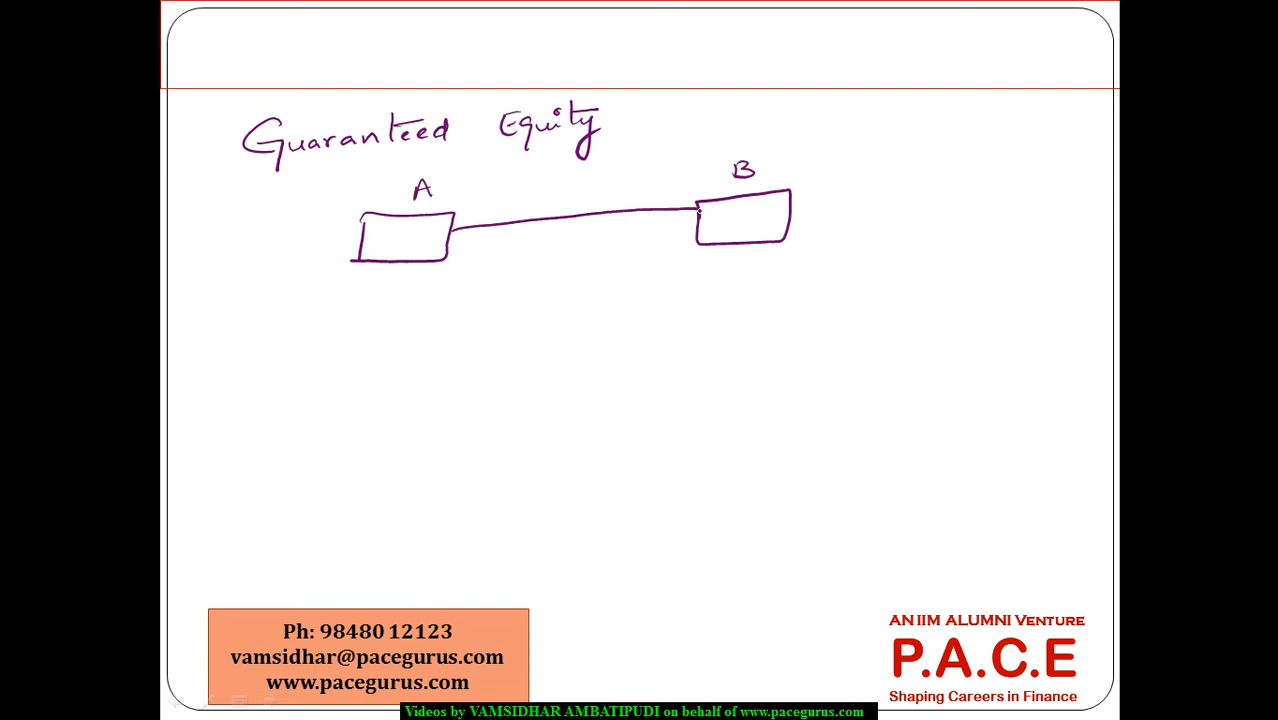 Guaranteed Equity
A
B
Ph: 98480 12123
vamsidhar@pacegurus.com
www.pacegurus.com
AN IIM ALUMNI VENTURE
P.A.C.E
Shaping Careers in Finance
Videos by VAMSIDHAR AMBATIPUDI on behalf of www.pacegurus.com